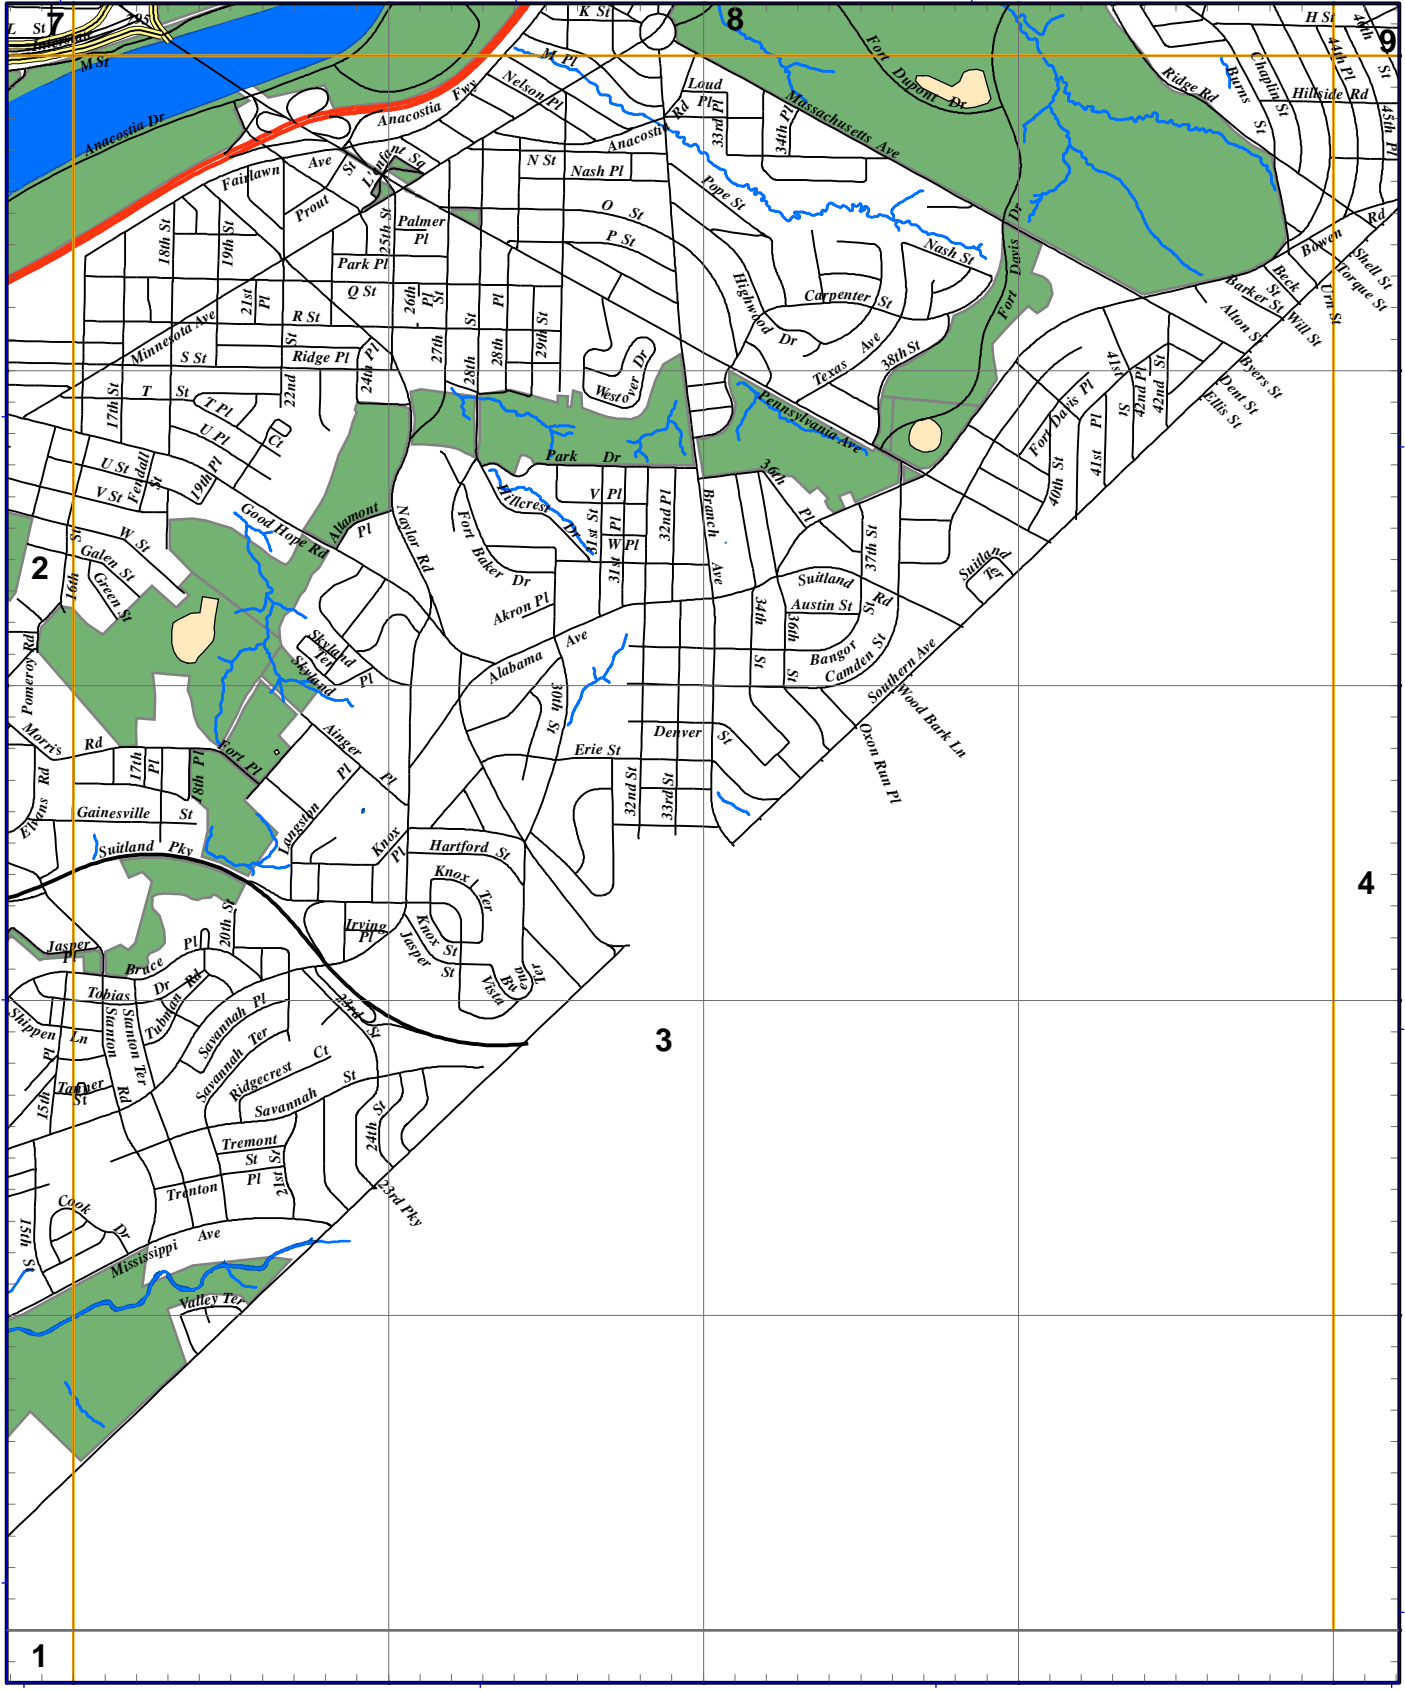 7
8
9
L St
Interstate
295
M St
K St
H St
46th St
M Pl
Fort Dupont Dr
Ridge Rd
Burns St
Chaplin St
44th Pl
Hillside Rd
45th Pl
Nelson Pl
Loud Pl
33rd Pl
34th Pl
Massachusetts Ave
Anacostia Fwy
Anacostia Rd
Anacostia Dr
Fairlawn Ave
Prout St
L'enfant Sq
N St
Nash Pl
Pope St
O St
P St
Palmer Pl
25th St
Park Pl
Q St
18th St
19th St
Nash St
Fort Davis Dr
Bowen Rd
Shell St
Torque St
Beck St
Barker St
Urn St
Will St
Alton St
Byers St
Dent St
Ellis St
Highwood Dr
Carpenter St
Texas Ave
38th St
21st Pl
26th Pl
27th St
28th St
28th Pl
29th St
R St
Minnesota Ave
S St
Ridge Pl
24th Pl
22nd St
Westover Dr
41st St
42nd Pl
42nd St
Fort Davis Pl
41st Pl
40th St
17th St
T St
T Pl
U Pl
Ct
Pennsylvania Ave
36th Pl
Park Dr
U St
V St
Fendall St
19th Pl
Good Hope Rd
Altamont Pl
Naylor Rd
Hillcrest Dr
V Pl
31st St
W Pl
31st Pl
32nd Pl
Branch Ave
37th St
Fort Baker Dr
Akron Pl
Suitland Ter
Suitland Rd
Austin St
34th St
36th St
Bangor St
Camden St
Southern Ave
Wood Bark Ln
Oxon Run Pl
2
W St
Galen St
Green St
16th St
Pomeroy Rd
Skyland Ter
Skyland Pl
Alabama Ave
30th St
Morris Rd
17th Pl
18th Pl
Fort Pl
Ainger Pl
Langston Pl
Erie St
Denver St
32nd St
33rd St
Elvans Rd
Gainesville St
Suitland Pky
Knox Pl
Hartford St
Knox Ter
Knox St
Jasper St
Irving Pl
Buena Vista Ter
4
20th St
Jasper Pl
Bruce Pl
Tobias Dr
Tubman Rd
Shippen Ln
Stanton Rd
Stanton Ter
Savannah Pl
Savannah Ter
Ridgecrest Ct
Savannah St
23rd St
3
15th Pl
Tanner St
24th St
Tremont St
21st St
Trenton Pl
23rd Pky
Cook Dr
15th St
Mississippi Ave
Valley Ter
1